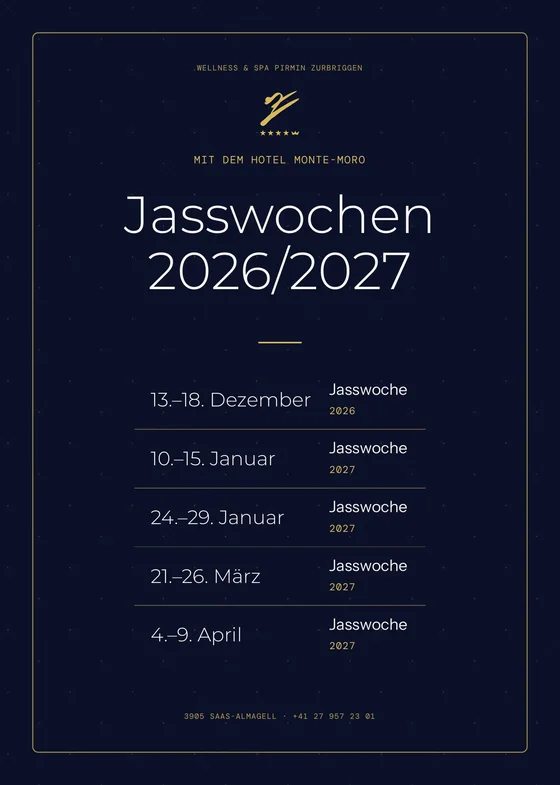 WELLNESS & SPA PIRMIN ZURBRIGGEN
MIT DEM HOTEL MONTE-MORO
Jasswochen
2026/2027
13.–18. Dezember Jasswoche
2026
10.–15. Januar Jasswoche
2027
24.–29. Januar Jasswoche
2027
21.–26. März Jasswoche
2027
4.–9. April Jasswoche
2027
3905 SAAS-ALMAGELL · +41 27 957 23 01